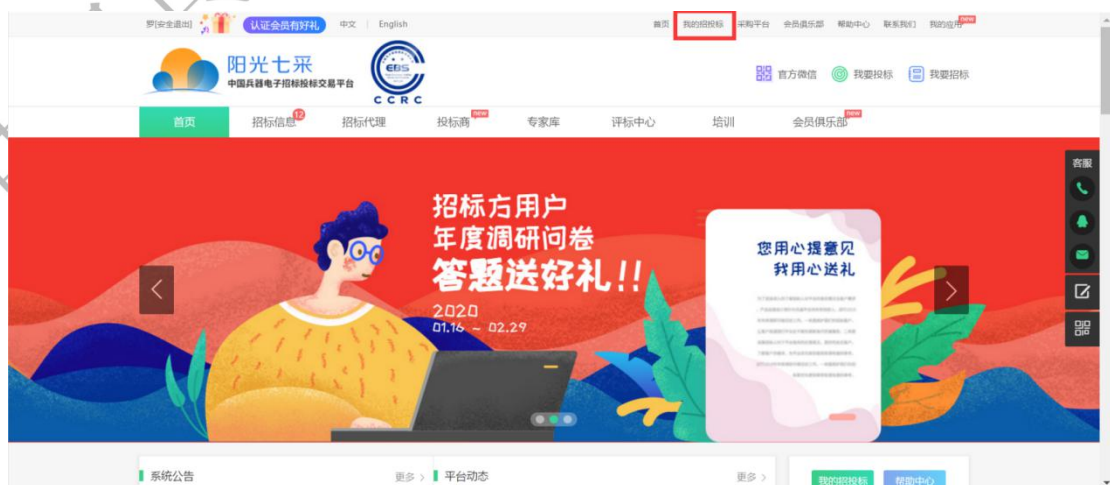 罗[安全退出] 认证会员有好礼 中文 English 首页 我的招投标 采购平台 会员俱乐部 帮助中心 联系我们 我的应用 new
阳光七采
中国兵器电子招标投标交易平台
EBS
CCRC
官方微信 我要投标 我要招标
首页 招标信息 12 招标代理 投标商 new 专家库 评标中心 培训 会员俱乐部 new
招标方用户
年度调研问卷
答题送好礼!!
2020
01.16 ~ 02.29
您用心提意见
我用心送礼
客服
系统公告 更多 > 平台动态 更多 > 我的招投标 帮助中心